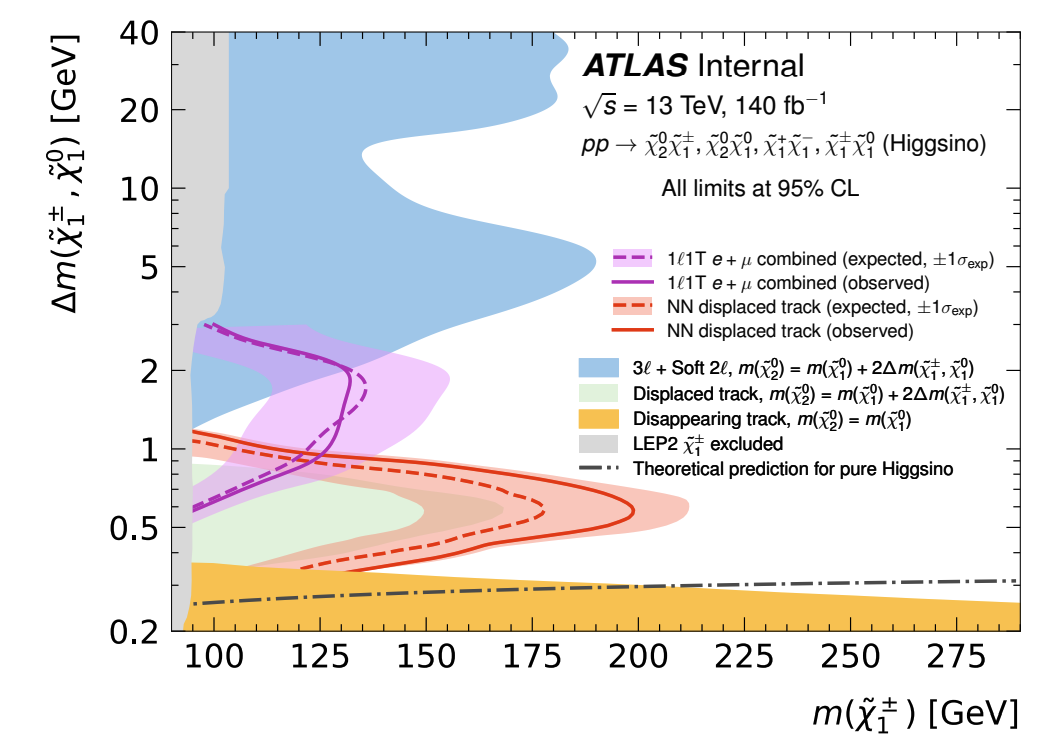 40
20
10
5
2
1
0.5
0.2
Δm(χ̃₁±, χ̃₁⁰) [GeV]
ATLAS Internal
√s = 13 TeV, 140 fb⁻¹
pp → χ̃₂⁰χ̃₁±, χ̃₂⁰χ̃₁⁰, χ̃₁⁺χ̃₁⁻, χ̃₁±χ̃₁⁰ (Higgsino)
All limits at 95% CL
1ℓ1T e + μ combined (expected, ±1σexp)
1ℓ1T e + μ combined (observed)
NN displaced track (expected, ±1σexp)
NN displaced track (observed)
3ℓ + Soft 2ℓ, m(χ̃₂⁰) = m(χ̃₁⁰) + 2Δm(χ̃₁±, χ̃₁⁰)
Displaced track, m(χ̃₂⁰) = m(χ̃₁⁰) + 2Δm(χ̃₁±, χ̃₁⁰)
Disappearing track, m(χ̃₂⁰) = m(χ̃₁⁰)
LEP2 χ̃₁± excluded
Theoretical prediction for pure Higgsino
100 125 150 175 200 225 250 275
m(χ̃₁±) [GeV]